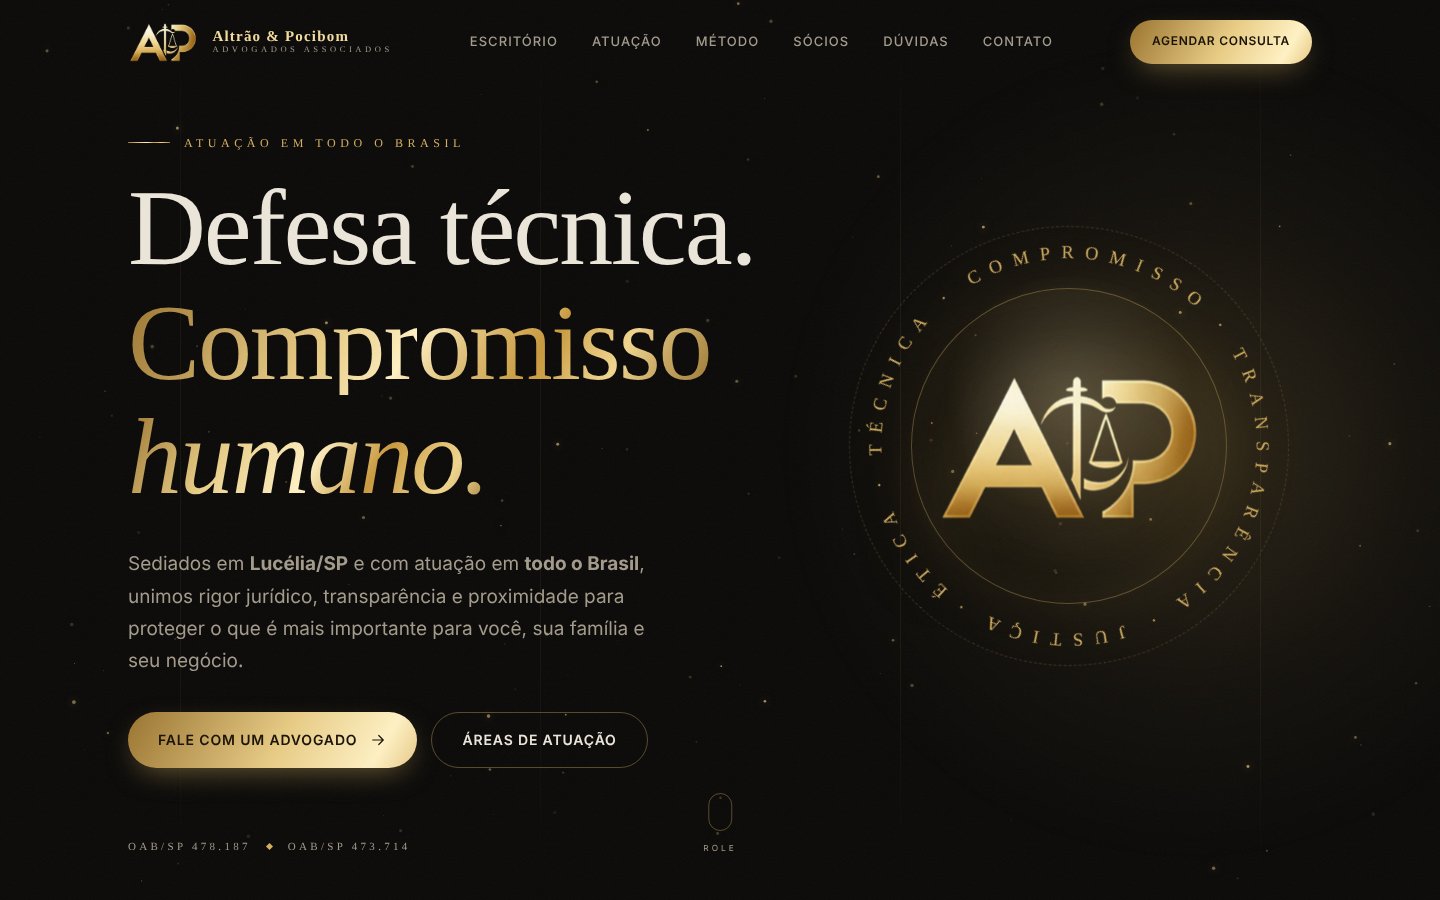 AP
Altrão & Pocibom
ADVOGADOS ASSOCIADOS
ESCRITÓRIO
ATUAÇÃO
MÉTODO
SÓCIOS
DÚVIDAS
CONTATO
AGENDAR CONSULTA
ATUAÇÃO EM TODO O BRASIL
Defesa técnica.
Compromisso
humano.
Sediados em Lucélia/SP e com atuação em todo o Brasil,
unimos rigor jurídico, transparência e proximidade para
proteger o que é mais importante para você, sua família e
seu negócio.
FALE COM UM ADVOGADO →
ÁREAS DE ATUAÇÃO
OAB/SP 478.187 ◆ OAB/SP 473.714
ROLE
ÉTICA · TÉCNICA · COMPROMISSO · TRANSPARÊNCIA · JUSTIÇA ·
AP